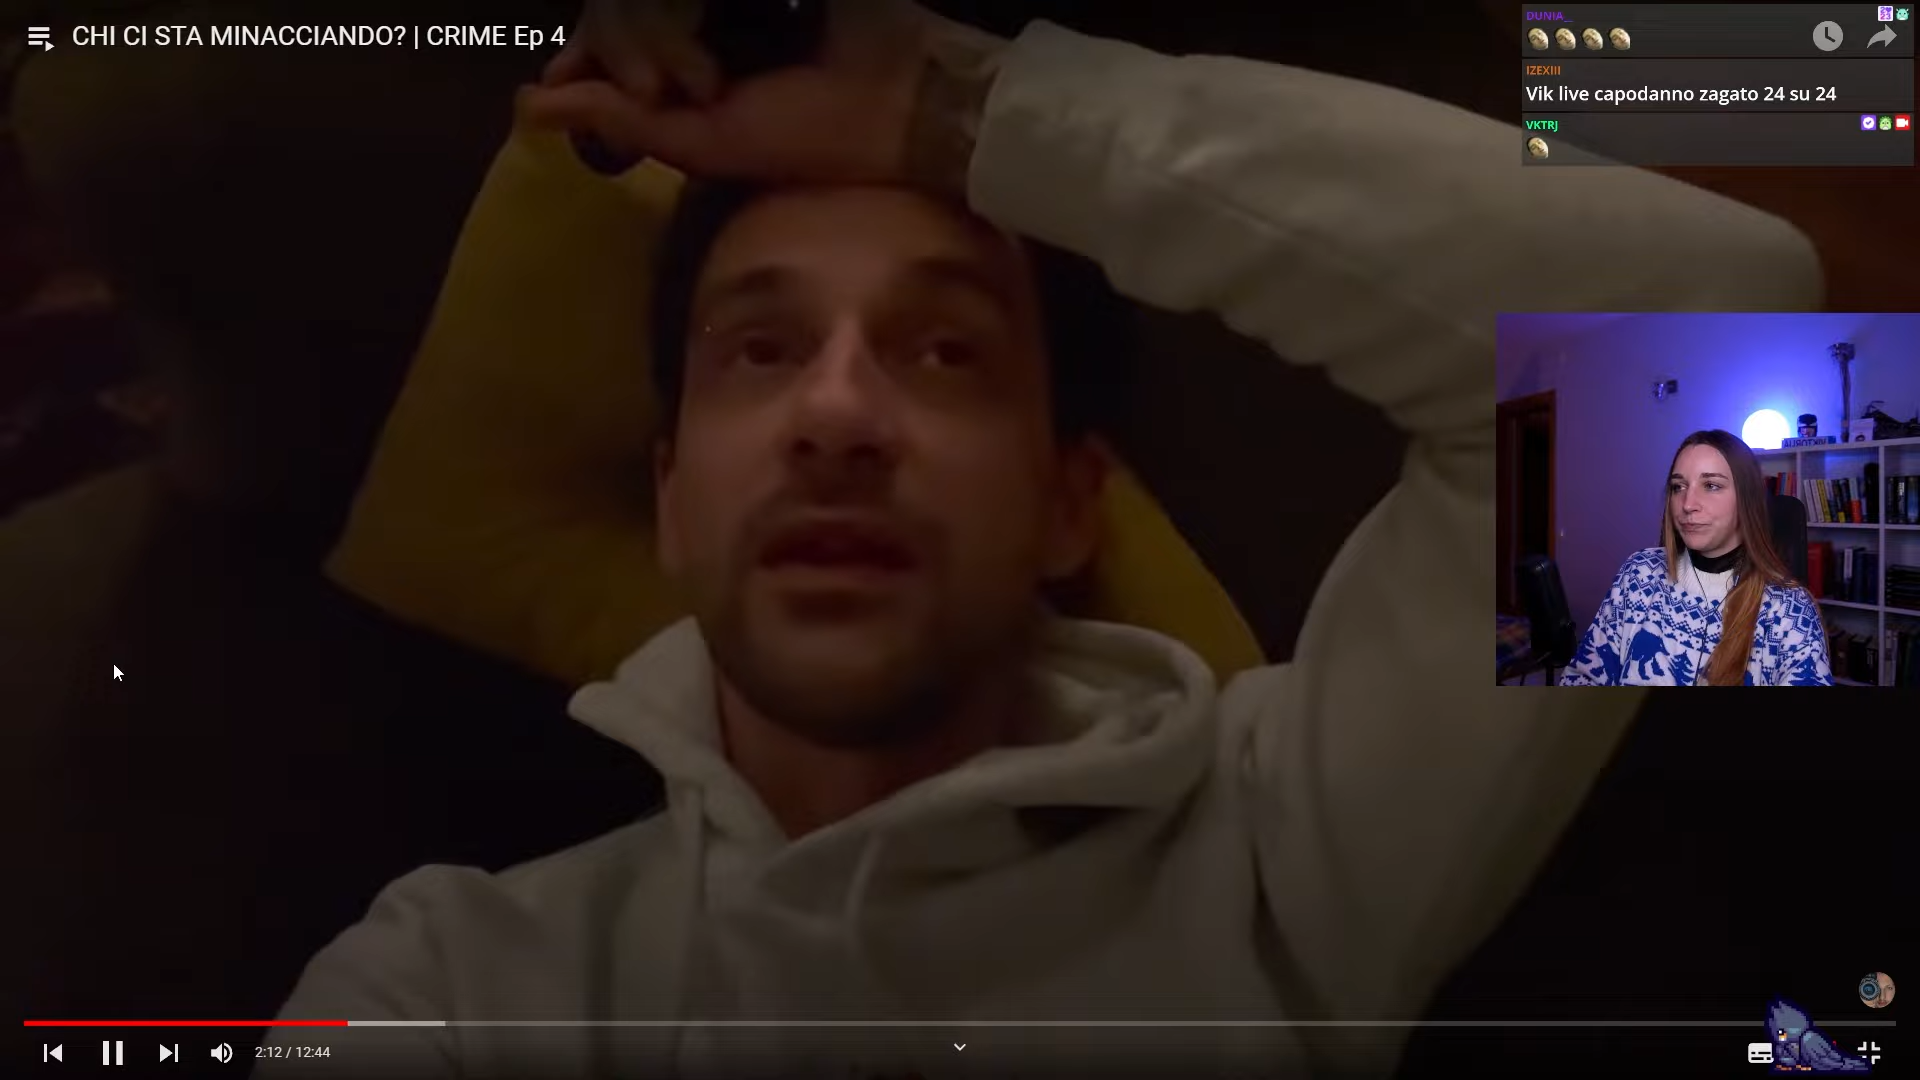 CHI CI STA MINACCIANDO? | CRIME Ep 4
DUNIA__
IZEXIII
Vik live capodanno zagato 24 su 24
VKTRJ
2:12 / 12:44